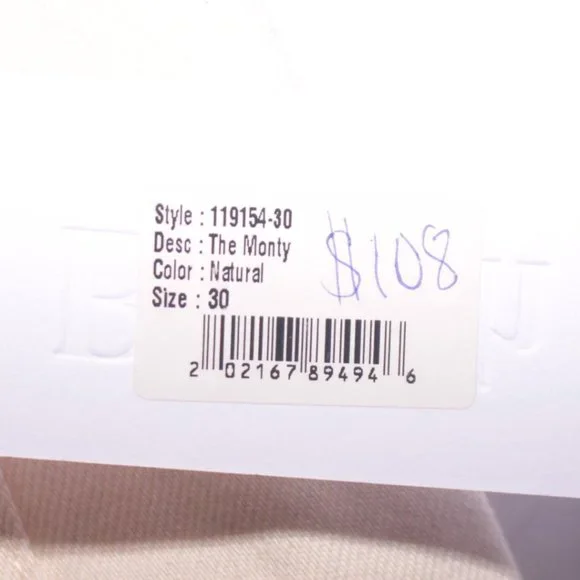 Style : 119154-30
Desc : The Monty
Color : Natural
Size : 30
$108
2 02167 89494 6